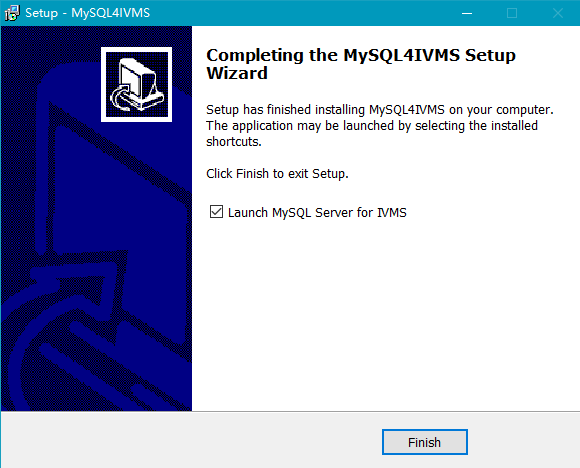 Setup - MySQL4IVMS
Completing the MySQL4IVMS Setup
Wizard
Setup has finished installing MySQL4IVMS on your computer.
The application may be launched by selecting the installed
shortcuts.
Click Finish to exit Setup.
Launch MySQL Server for IVMS
Finish